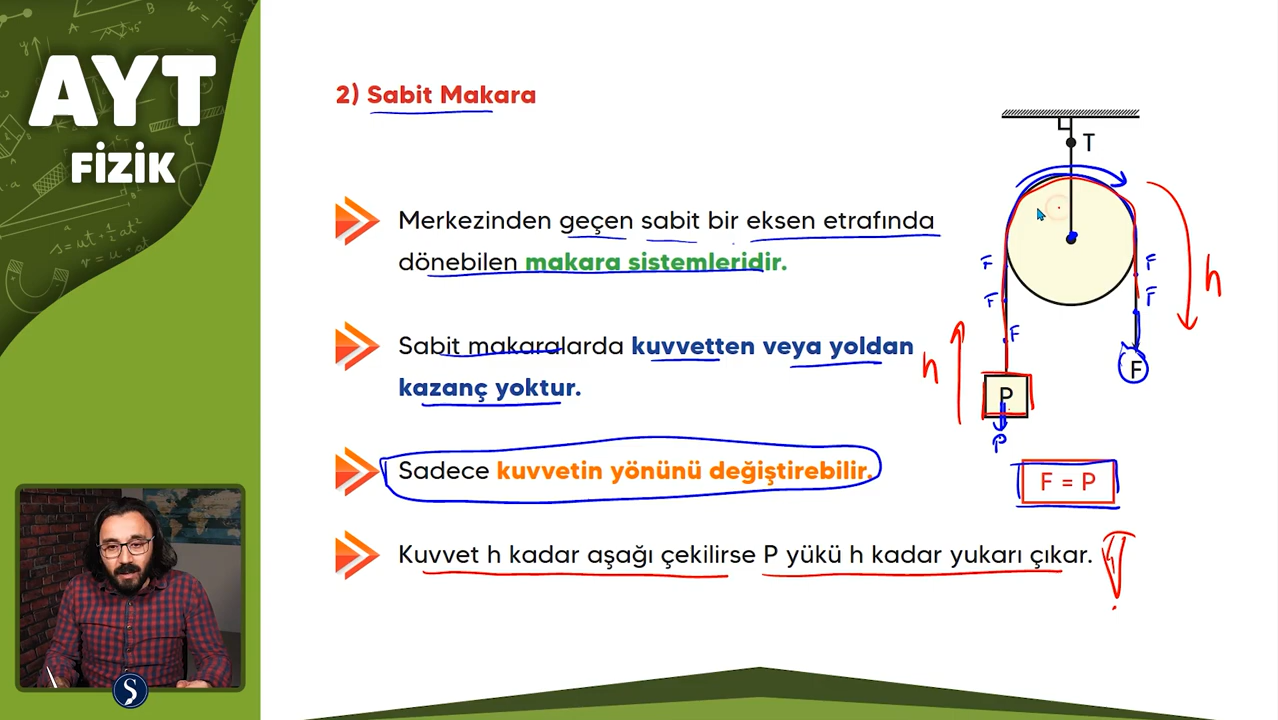 AYT
FİZİK
2) Sabit Makara
Merkezinden geçen sabit bir eksen etrafında
dönebilen makara sistemleridir.
Sabit makaralarda kuvvetten veya yoldan
kazanç yoktur.
Sadece kuvvetin yönünü değiştirebilir.
Kuvvet h kadar aşağı çekilirse P yükü h kadar yukarı çıkar.
T
F
F
F
F
F
h
h
F
P
P
F = P
S